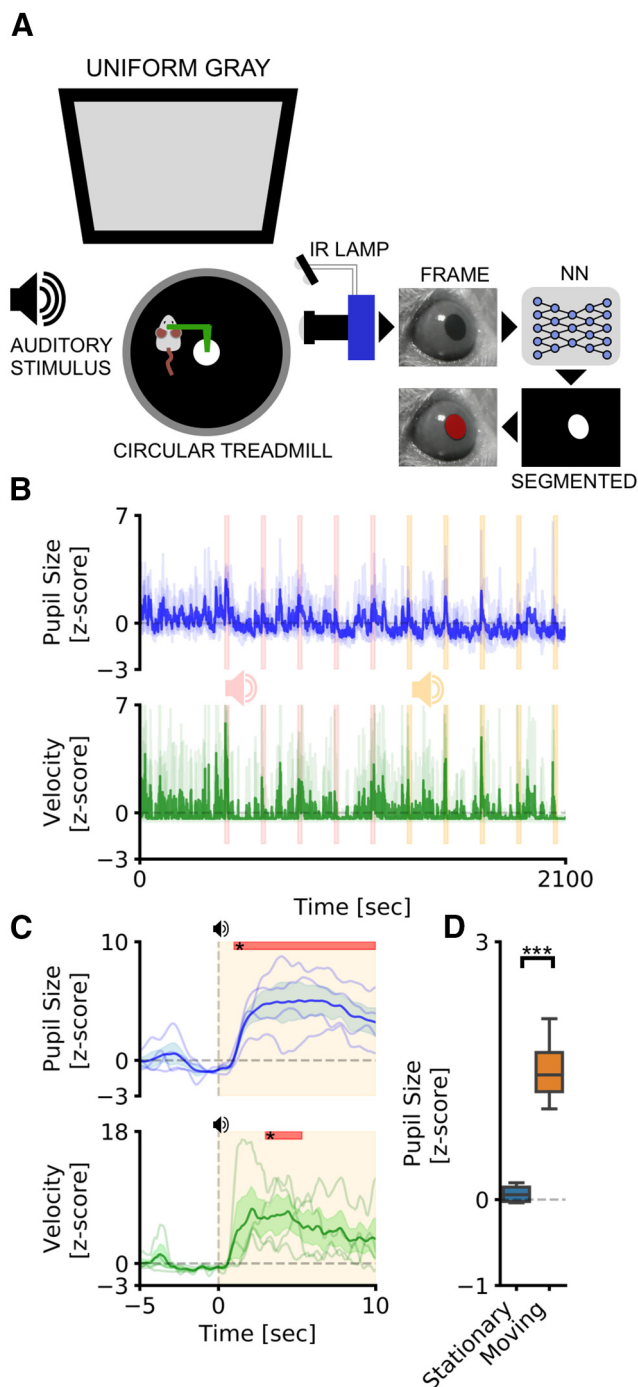 A
UNIFORM GRAY
IR LAMP
FRAME
NN
AUDITORY
STIMULUS
CIRCULAR TREADMILL
SEGMENTED
B
7
Pupil Size
[z-score]
0
−3
7
Velocity
[z-score]
0
−3
0
2100
Time [sec]
C
10
Pupil Size
[z-score]
*
0
−3
18
Velocity
[z-score]
*
0
−3
−5
0
10
Time [sec]
D
3
***
Pupil Size
[z-score]
0
−1
Stationary
Moving